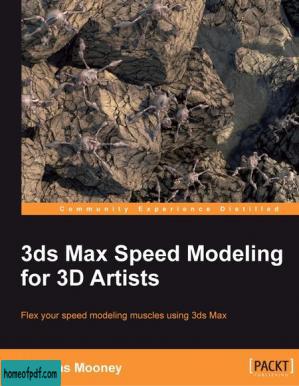 Community Experience Distilled
3ds Max Speed Modeling
for 3D Artists
Flex your speed modeling muscles using 3ds Max
Mooney
homeofpdf.com
PACKT
PUBLISHING